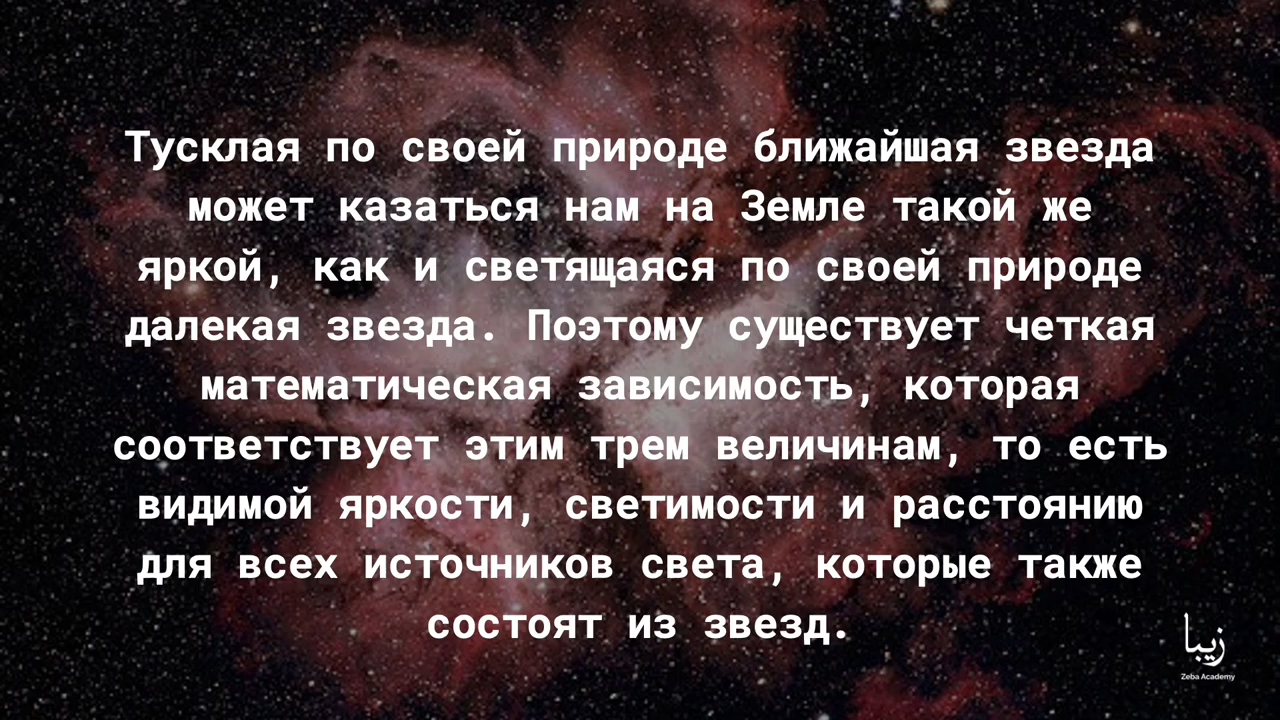 Тусклая по своей природе ближайшая звезда
может казаться нам на Земле такой же
яркой, как и светящаяся по своей природе
далекая звезда. Поэтому существует четкая
математическая зависимость, которая
соответствует этим трем величинам, то есть
видимой яркости, светимости и расстоянию
для всех источников света, которые также
состоят из звезд.
زيبا
Zeba Academy